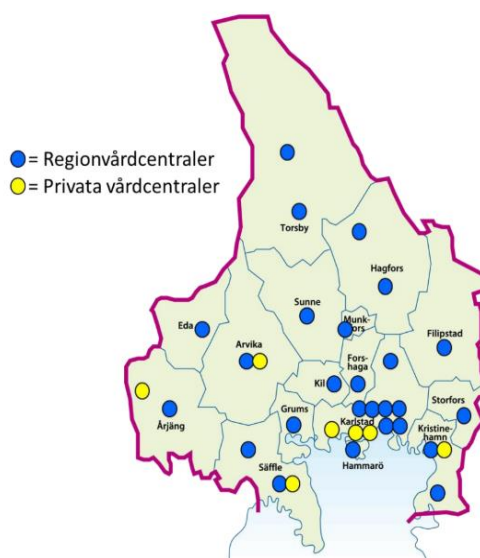 = Regionvårdcentraler
= Privata vårdcentraler
Torsby
Hagfors
Sunne
Munk-
fors
Eda
Filipstad
Arvika
Fors-
haga
Kil
Storfors
Årjäng
Grums
Karlstad
Kristine-
hamn
Säffle
Hammarö